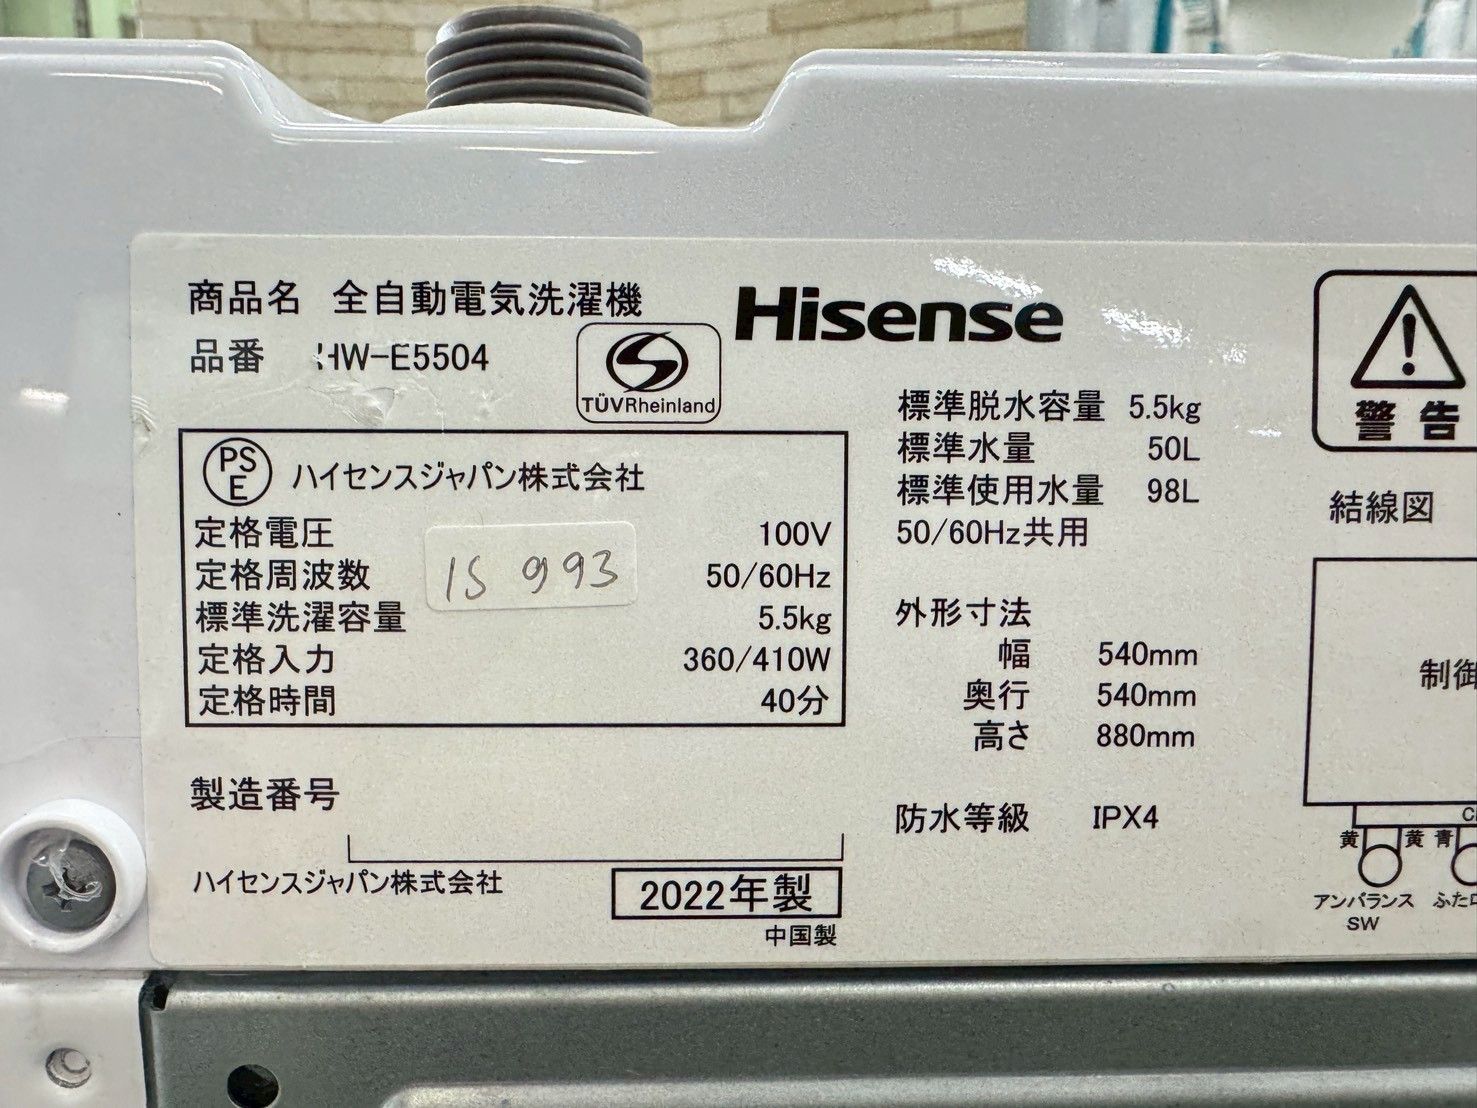 商品名 全自動電気洗濯機
品番 HW-E5504
TÜVRheinland
Hisense
PS
E
ハイセンスジャパン株式会社
定格電圧 100V
定格周波数 50/60Hz
標準洗濯容量 5.5kg
定格入力 360/410W
定格時間 40分
IS 993
製造番号
ハイセンスジャパン株式会社
2022年製
中国製
標準脱水容量 5.5kg
標準水量 50L
標準使用水量 98L
50/60Hz共用
外形寸法
幅 540mm
奥行 540mm
高さ 880mm
防水等級 IPX4
警告
結線図
制御
黄 黄 青
アンバランス ふた
SW